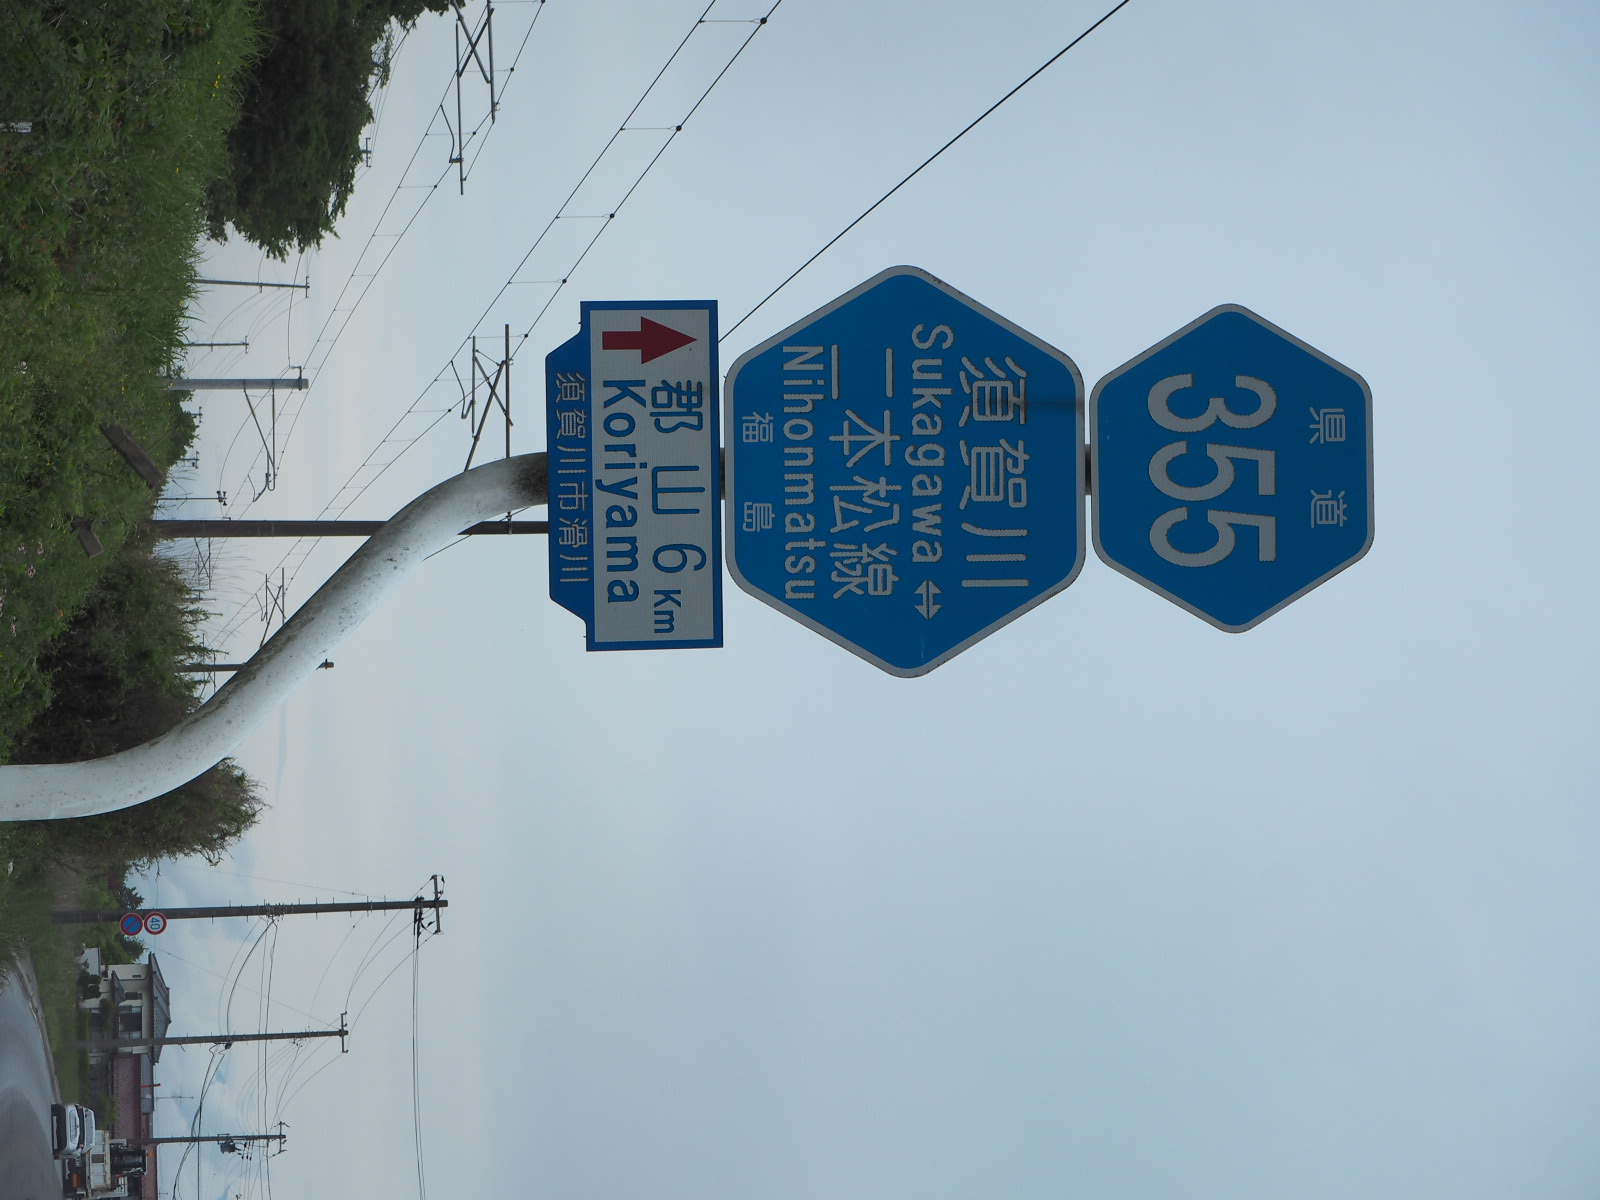 県道
355
須賀川
Sukagawa ↔
二本松線
Nihonmatsu
福島
郡山 6 Km
Koriyama
須賀川市滑川
40